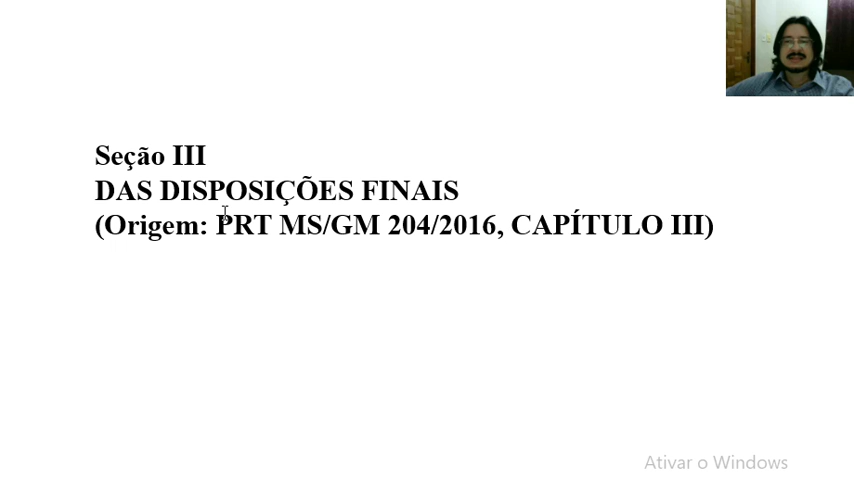 Seção III
DAS DISPOSIÇÕES FINAIS
(Origem: PRT MS/GM 204/2016, CAPÍTULO III)
Ativar o Windows